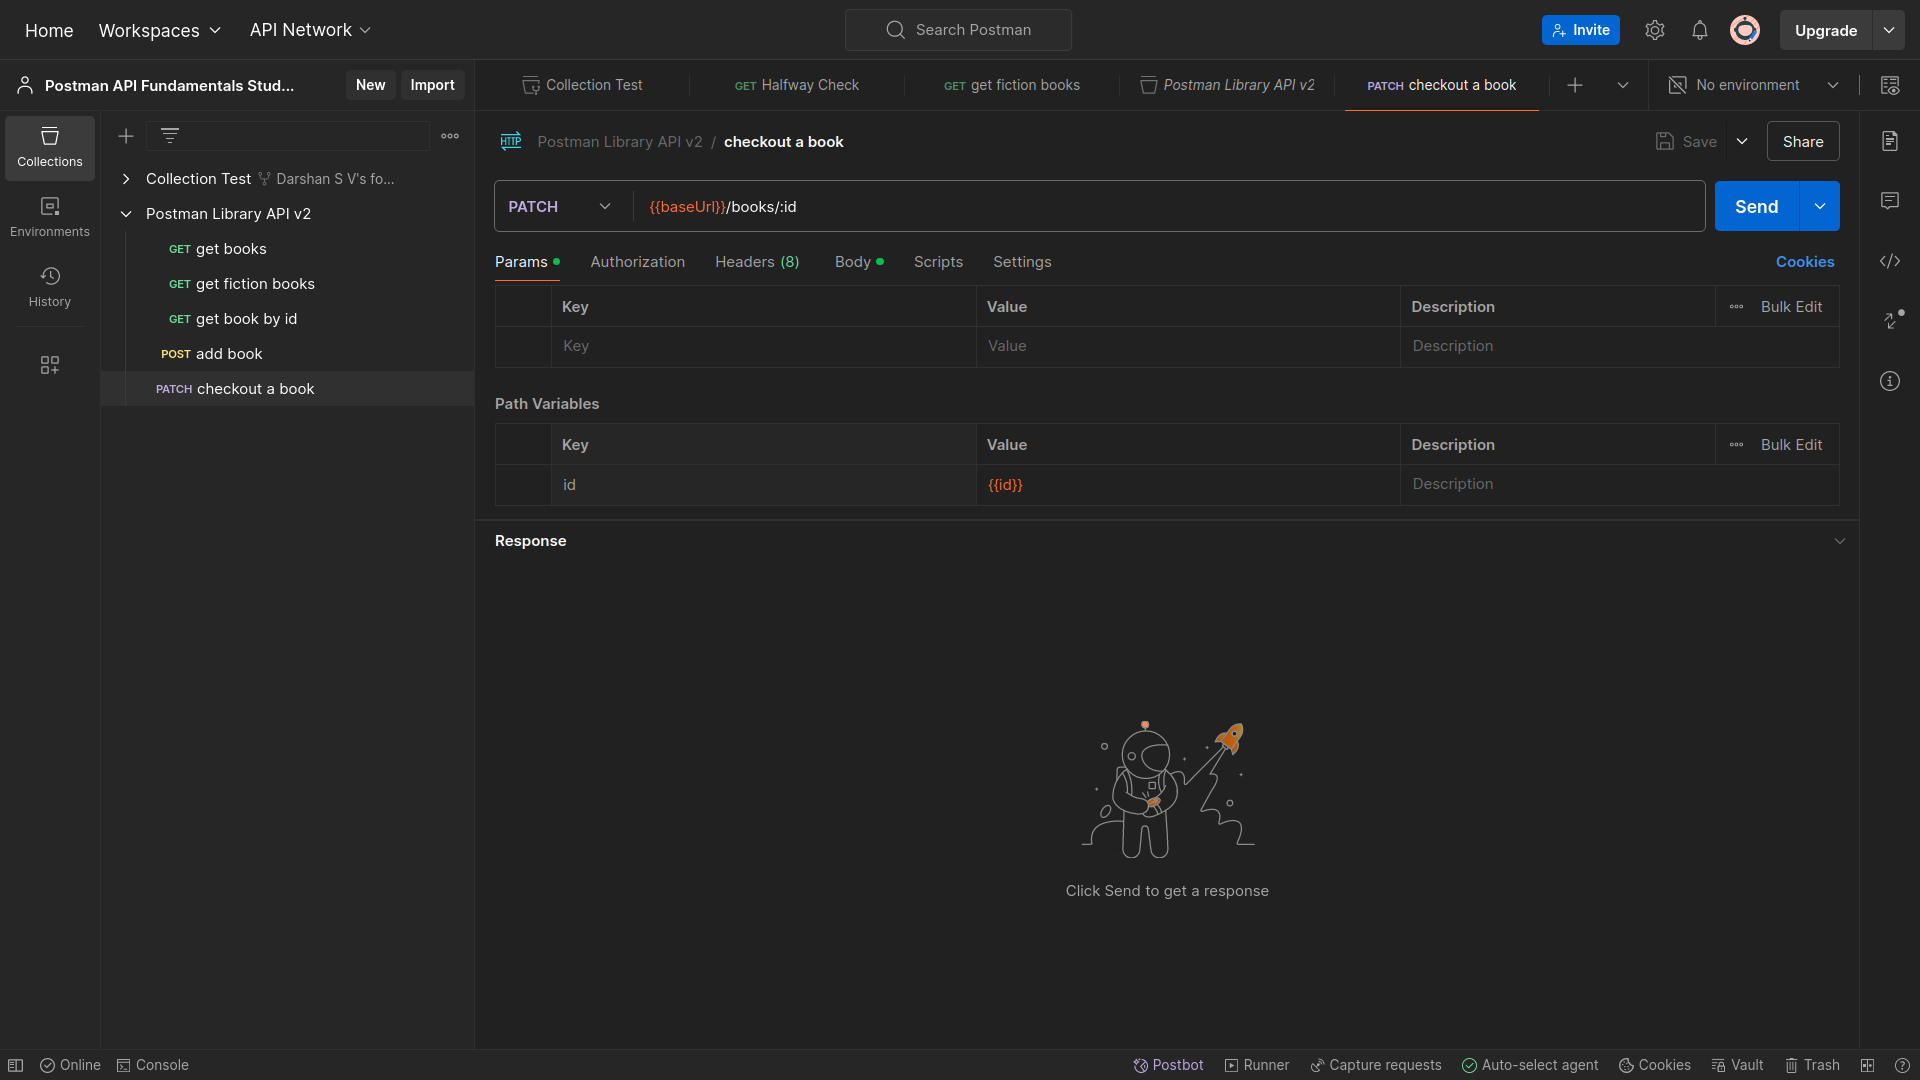 Home Workspaces API Network Search Postman Invite Upgrade
Postman API Fundamentals Stud... New Import Collection Test GET Halfway Check GET get fiction books Postman Library API v2 PATCH checkout a book No environment
Collections
Environments
History
Collection Test Darshan S V's fo...
Postman Library API v2
GET get books
GET get fiction books
GET get book by id
POST add book
PATCH checkout a book
HTTP Postman Library API v2 / checkout a book Save Share
PATCH {{baseUrl}}/books/:id Send
Params Authorization Headers (8) Body Scripts Settings Cookies
Key Value Description Bulk Edit
Key Value Description
Path Variables
Key Value Description Bulk Edit
id {{id}} Description
Response
Click Send to get a response
Online Console Postbot Runner Capture requests Auto-select agent Cookies Vault Trash